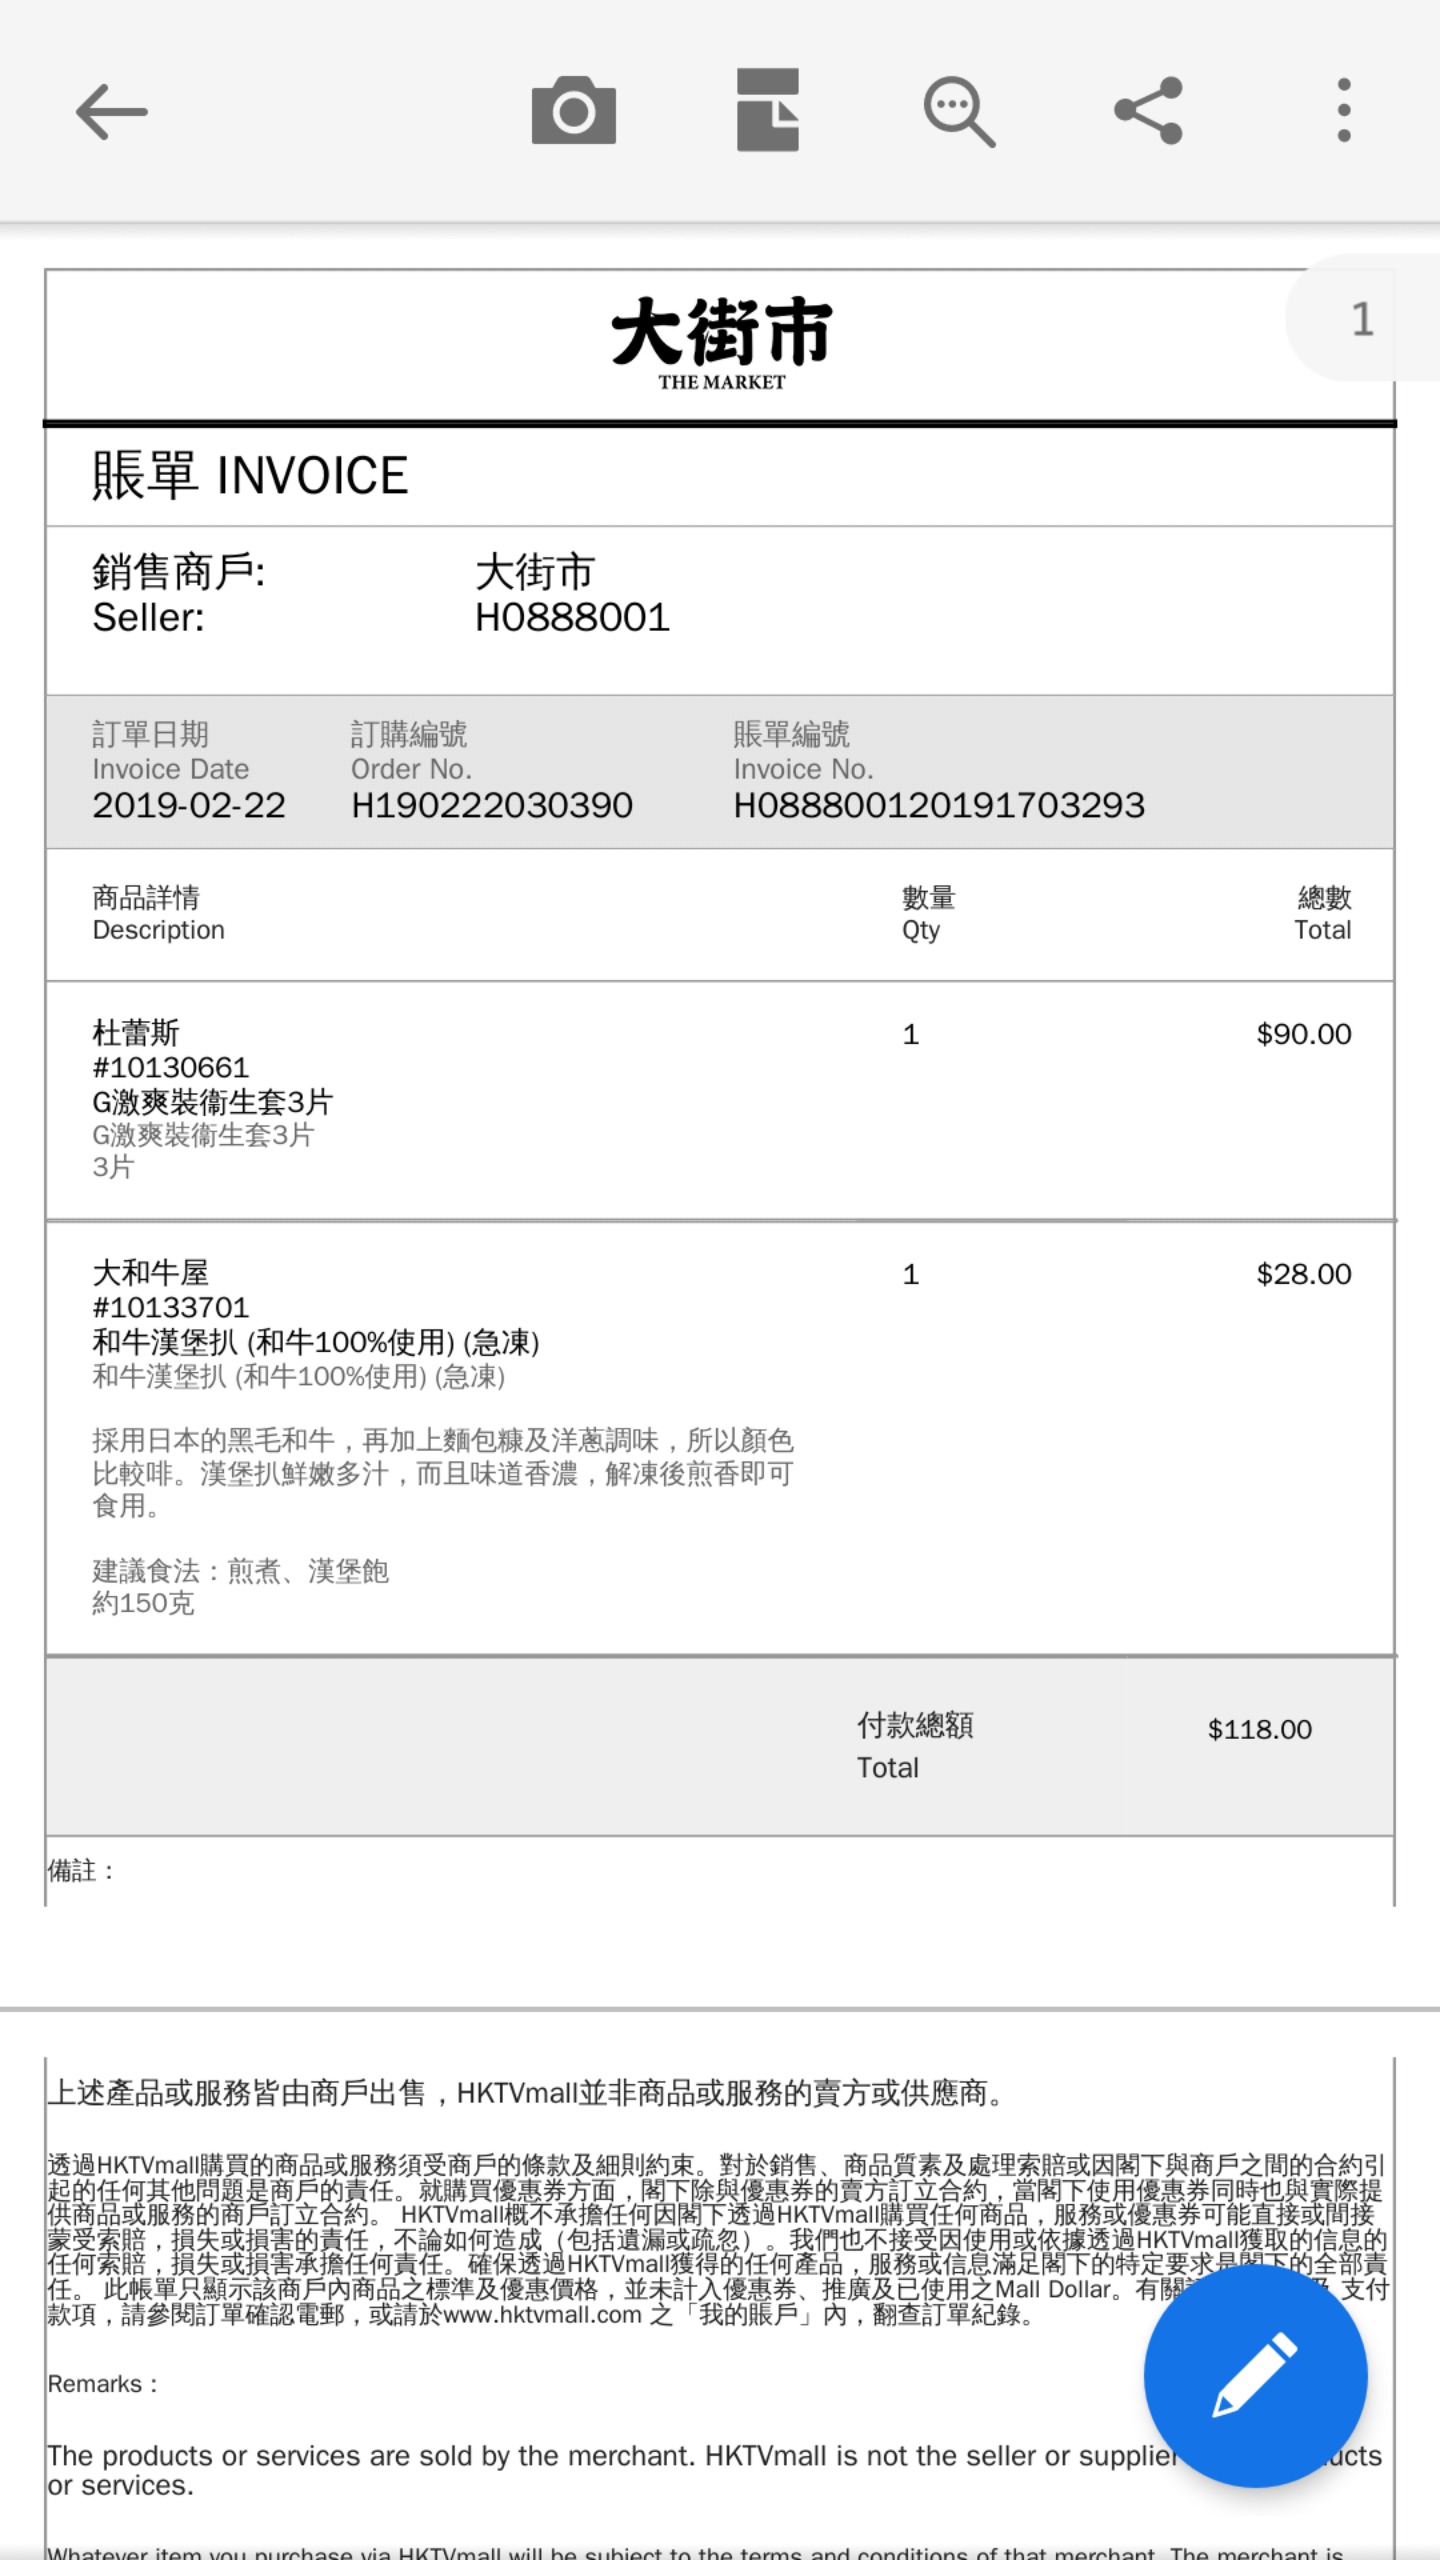 1
大街市
THE MARKET
賬單 INVOICE
銷售商戶: 大街市
Seller: H0888001
訂單日期 訂購編號 賬單編號
Invoice Date Order No. Invoice No.
2019-02-22 H190222030390 H088800120191703293
商品詳情 數量 總數
Description Qty Total
杜蕾斯 1 $90.00
#10130661
G激爽裝衞生套3片
G激爽裝衞生套3片
3片
大和牛屋 1 $28.00
#10133701
和牛漢堡扒 (和牛100%使用) (急凍)
和牛漢堡扒 (和牛100%使用) (急凍)
採用日本的黑毛和牛，再加上麵包糠及洋蔥調味，所以顏色
比較啡。漢堡扒鮮嫩多汁，而且味道香濃，解凍後煎香即可
食用。
建議食法：煎煮、漢堡飽
約150克
付款總額 $118.00
Total
備註：
上述產品或服務皆由商戶出售，HKTVmall並非商品或服務的賣方或供應商。
透過HKTVmall購買的商品或服務須受商戶的條款及細則約束。對於銷售、商品質素及處理索賠或因閣下與商戶之間的合約引
起的任何其他問題是商戶的責任。就購買優惠券方面，閣下除與優惠券的賣方訂立合約，當閣下使用優惠券同時也與實際提
供商品或服務的商戶訂立合約。 HKTVmall概不承擔任何因閣下透過HKTVmall購買任何商品，服務或優惠券可能直接或間接
蒙受索賠，損失或損害的責任，不論如何造成（包括遺漏或疏忽）。我們也不接受因使用或依據透過HKTVmall獲取的信息的
任何索賠，損失或損害承擔任何責任。確保透過HKTVmall獲得的任何產品，服務或信息滿足閣下的特定要求是閣下的全部責
任。 此帳單只顯示該商戶內商品之標準及優惠價格，並未計入優惠券、推廣及已使用之Mall Dollar。有關 支付
款項，請參閱訂單確認電郵，或請於www.hktvmall.com 之「我的賬戶」內，翻查訂單紀錄。
Remarks：
The products or services are sold by the merchant. HKTVmall is not the seller or supplier
or services.
Whatever item you purchase via HKTVmall will be subject to the terms and conditions of that merchant. The merchant is